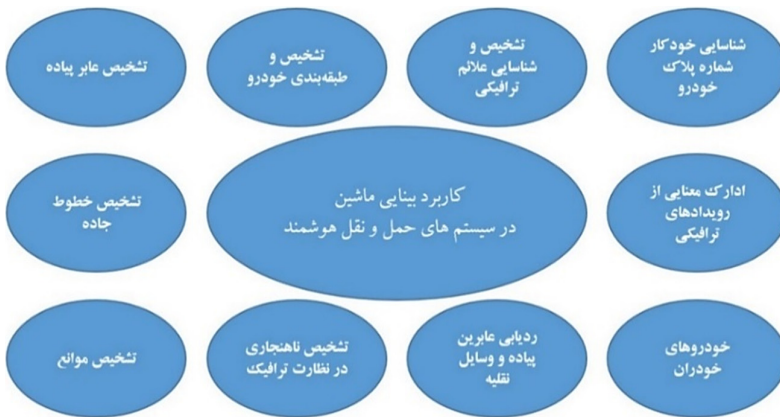 شناسایی خودکار
شماره پلاک
خودرو
تشخیص و
شناسایی علائم
ترافیکی
تشخیص و
طبقه‌بندی خودرو
تشخیص عابر پیاده
ادارک معنایی از
رویدادهای
ترافیکی
کاربرد بینایی ماشین
در سیستم های حمل و نقل هوشمند
تشخیص خطوط
جاده
خودروهای
خودران
ردیابی عابرین
پیاده و وسایل
نقلیه
تشخیص ناهنجاری
در نظارت ترافیک
تشخیص موانع